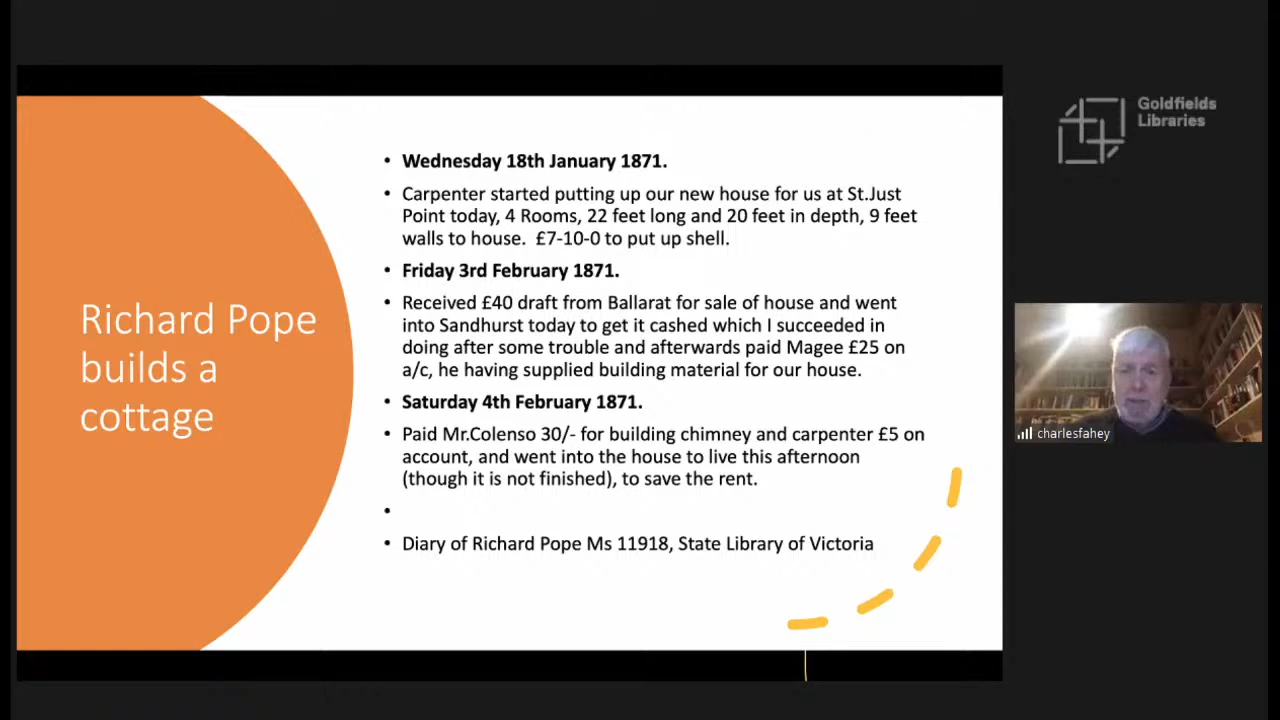 Richard Pope
builds a
cottage
• Wednesday 18th January 1871.
• Carpenter started putting up our new house for us at St.Just
Point today, 4 Rooms, 22 feet long and 20 feet in depth, 9 feet
walls to house.  £7-10-0 to put up shell.
• Friday 3rd February 1871.
• Received £40 draft from Ballarat for sale of house and went
into Sandhurst today to get it cashed which I succeeded in
doing after some trouble and afterwards paid Magee £25 on
a/c, he having supplied building material for our house.
• Saturday 4th February 1871.
• Paid Mr.Colenso 30/- for building chimney and carpenter £5 on
account, and went into the house to live this afternoon
(though it is not finished), to save the rent.
•
• Diary of Richard Pope Ms 11918, State Library of Victoria
Goldfields
Libraries
charlesfahey